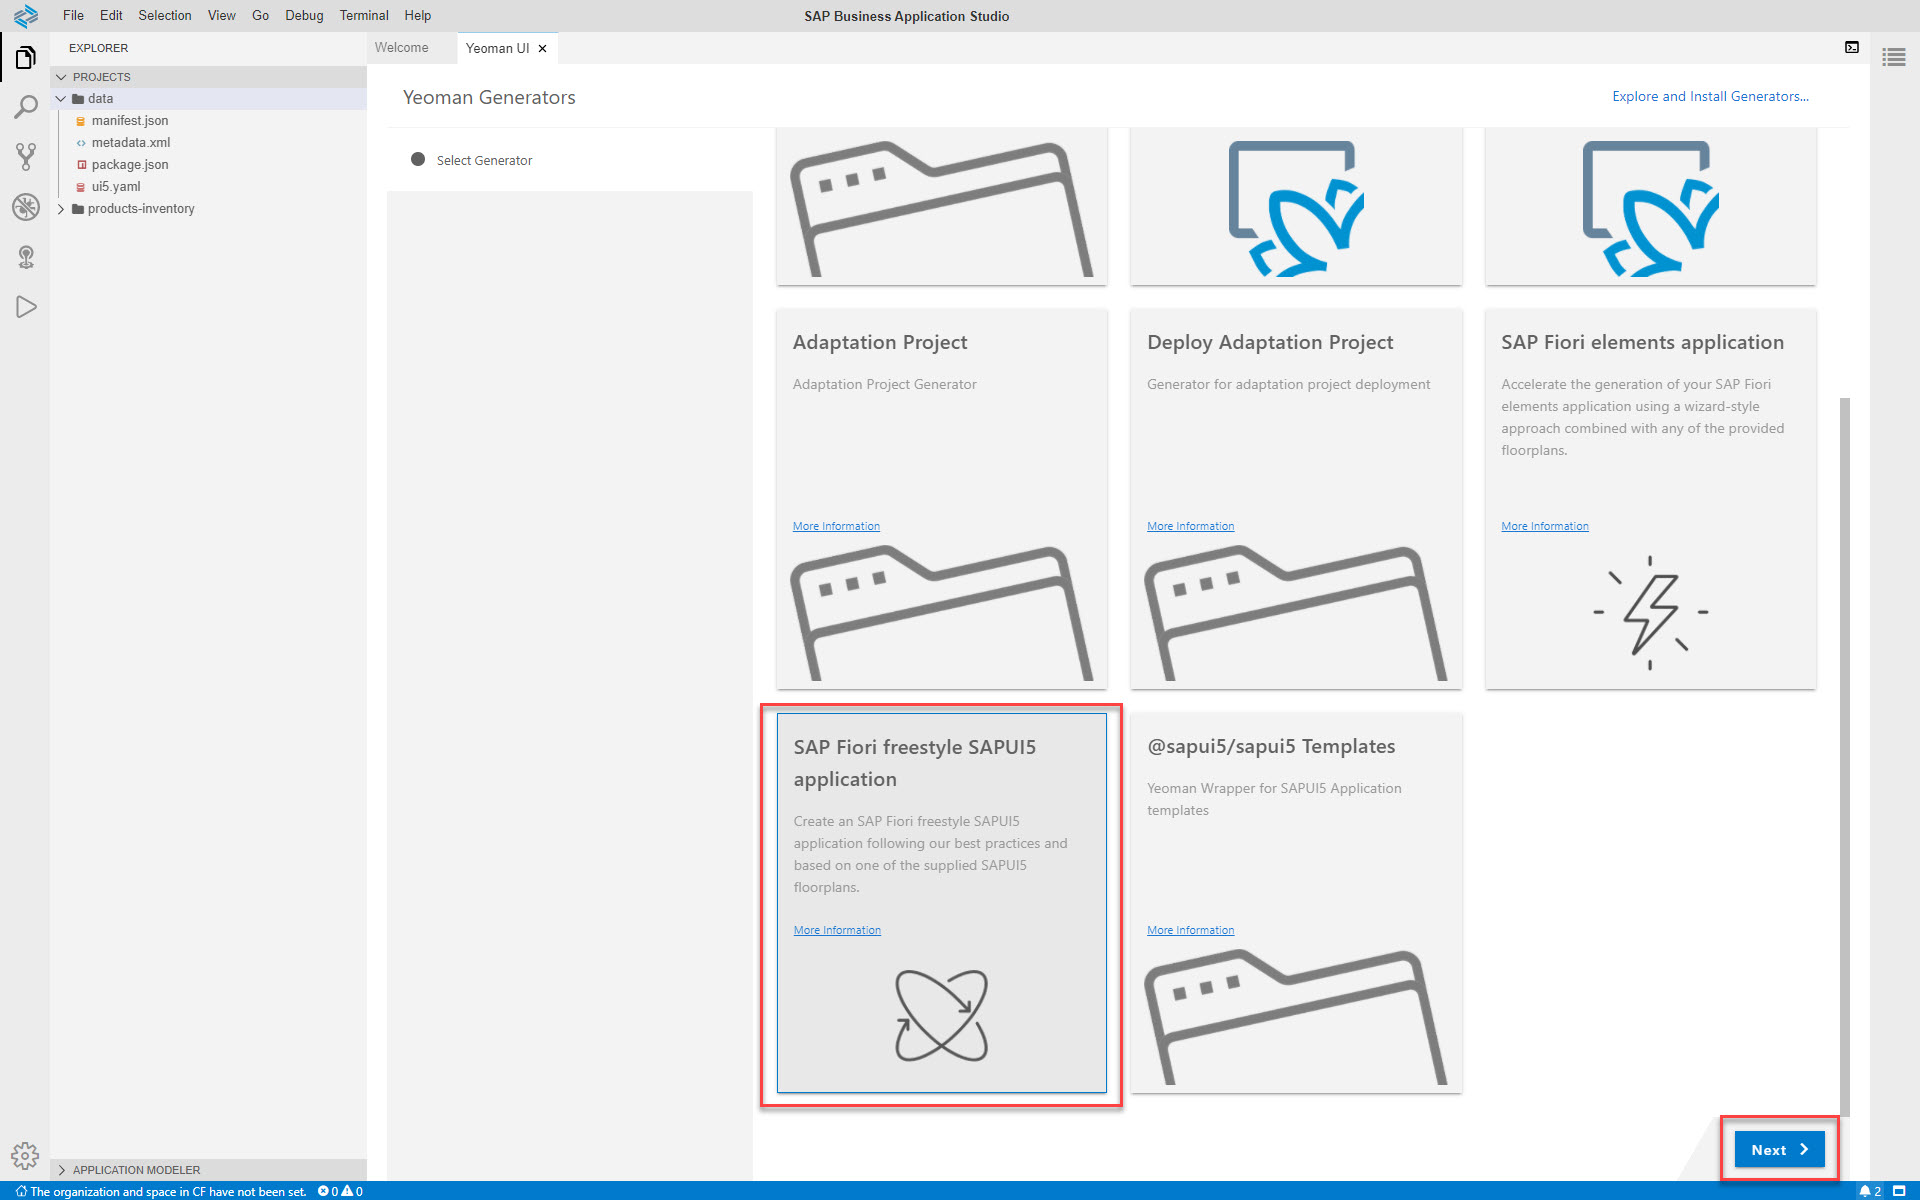 File Edit Selection View Go Debug Terminal Help
SAP Business Application Studio
EXPLORER
PROJECTS
data
manifest.json
metadata.xml
package.json
ui5.yaml
products-inventory
APPLICATION MODELER
Welcome
Yeoman UI
Yeoman Generators
Explore and Install Generators...
Select Generator
Adaptation Project
Adaptation Project Generator
More Information
Deploy Adaptation Project
Generator for adaptation project deployment
More Information
SAP Fiori elements application
Accelerate the generation of your SAP Fiori
elements application using a wizard-style
approach combined with any of the provided
floorplans.
More Information
SAP Fiori freestyle SAPUI5
application
Create an SAP Fiori freestyle SAPUI5
application following our best practices and
based on one of the supplied SAPUI5
floorplans.
More Information
@sapui5/sapui5 Templates
Yeoman Wrapper for SAPUI5 Application
templates
More Information
Next
The organization and space in CF have not been set. 0 0
2